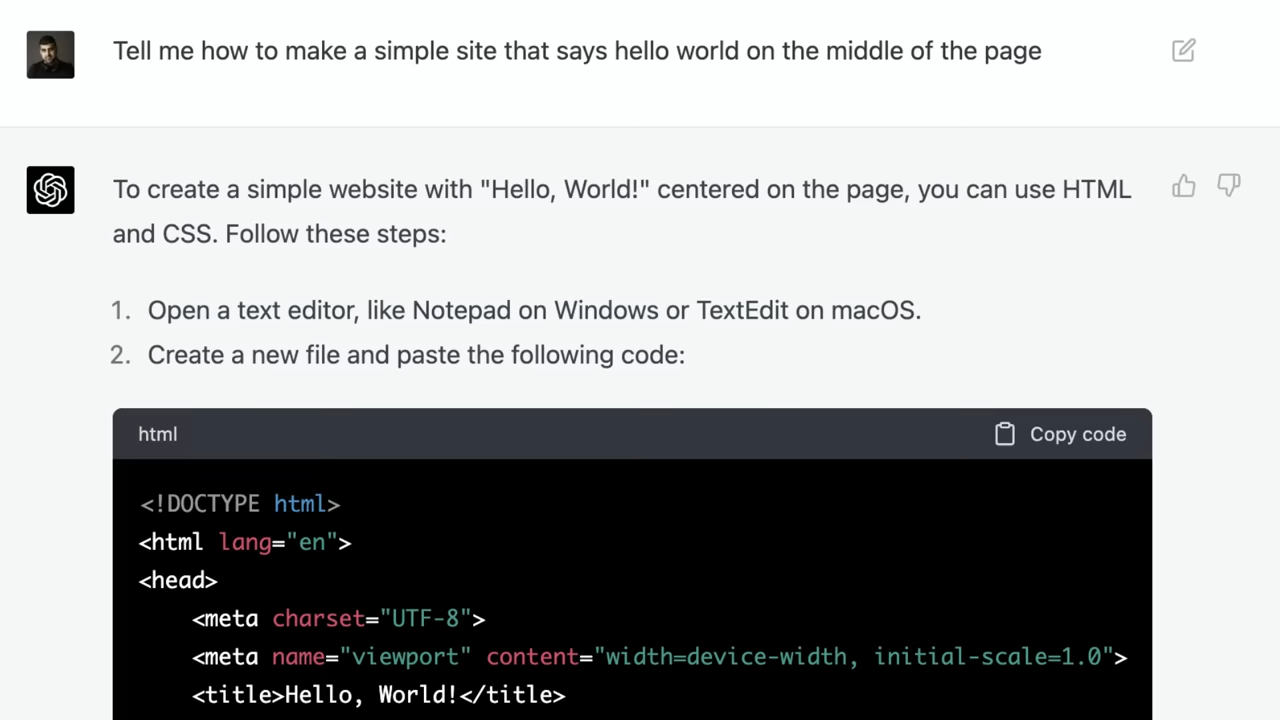 Tell me how to make a simple site that says hello world on the middle of the page
To create a simple website with "Hello, World!" centered on the page, you can use HTML
and CSS. Follow these steps:
1. Open a text editor, like Notepad on Windows or TextEdit on macOS.
2. Create a new file and paste the following code:
html Copy code
<!DOCTYPE html>
<html lang="en">
<head>
    <meta charset="UTF-8">
    <meta name="viewport" content="width=device-width, initial-scale=1.0">
    <title>Hello, World!</title>